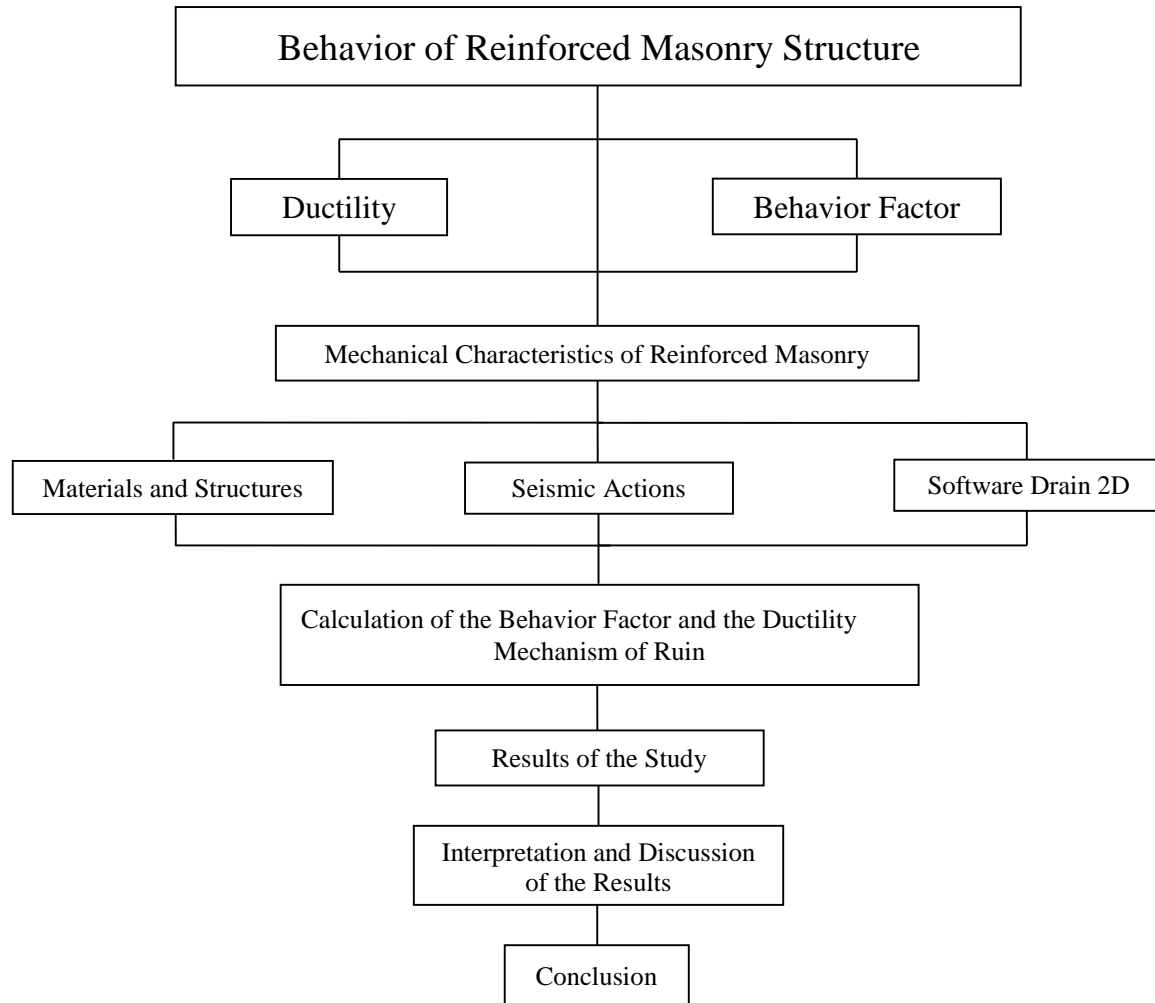 Behavior of Reinforced Masonry Structure
Ductility
Behavior Factor
Mechanical Characteristics of Reinforced Masonry
Materials and Structures
Seismic Actions
Software Drain 2D
Calculation of the Behavior Factor and the Ductility
Mechanism of Ruin
Results of the Study
Interpretation and Discussion
of the Results
Conclusion